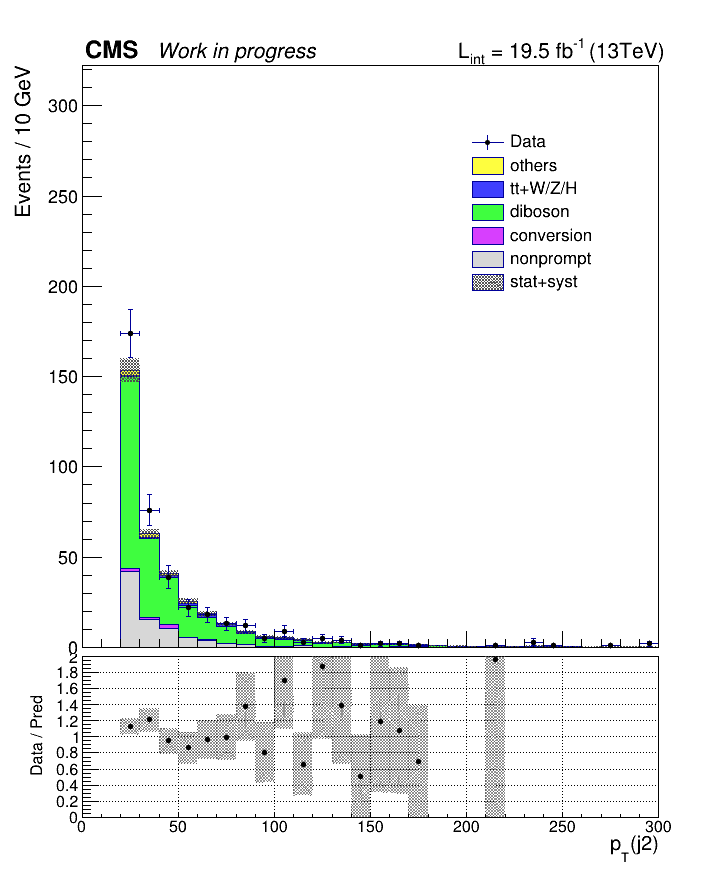 CMS Work in progress L_int = 19.5 fb^-1 (13TeV)
Events / 10 GeV
300
250
200
150
100
50
0
Data
others
tt+W/Z/H
diboson
conversion
nonprompt
stat+syst
Data / Pred
2
1.8
1.6
1.4
1.2
1
0.8
0.6
0.4
0.2
0
0 50 100 150 200 250 300
p_T(j2)